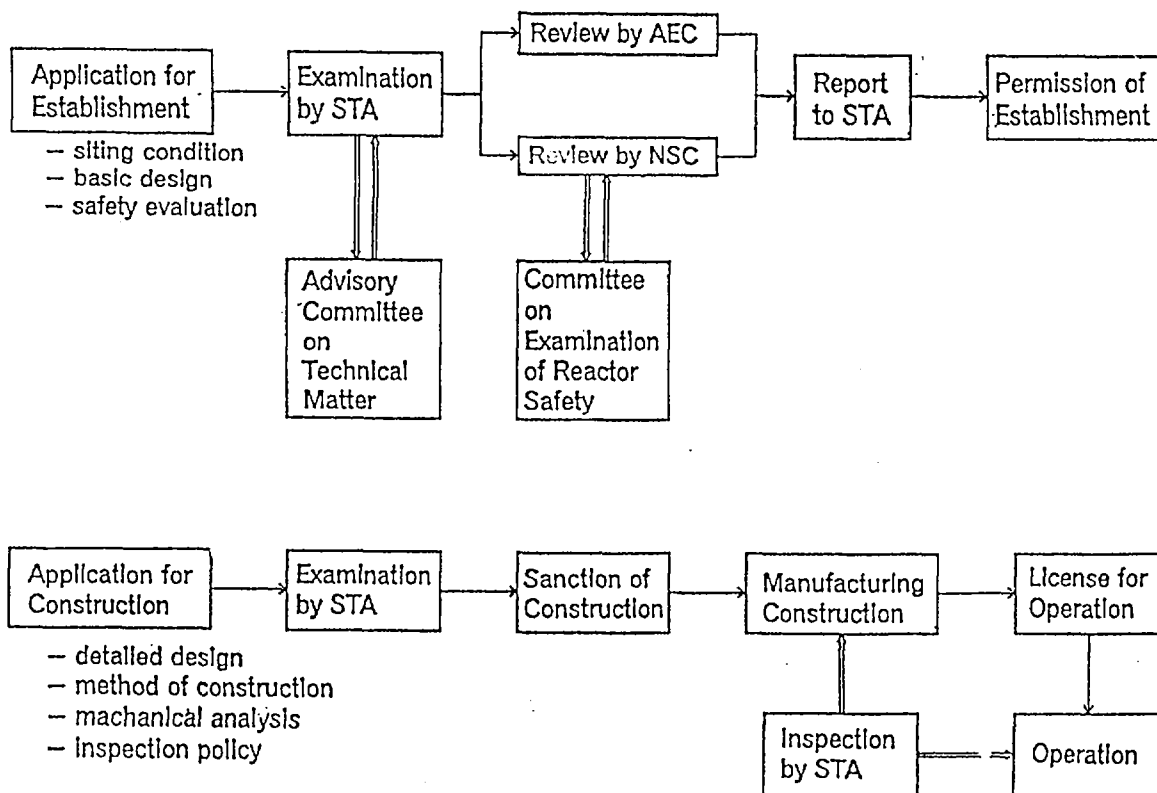 Application for
Establishment
— siting condition
— basic design
— safety evaluation
Examination
by STA
Review by AEC
Review by NSC
Report
to STA
Permission of
Establishment
Advisory
Committee
on
Technical
Matter
Committee
on
Examination
of Reactor
Safety
Application for
Construction
— detailed design
— method of construction
— machanical analysis
— inspection policy
Examination
by STA
Sanction of
Construction
Manufacturing
Construction
License for
Operation
Inspection
by STA
Operation